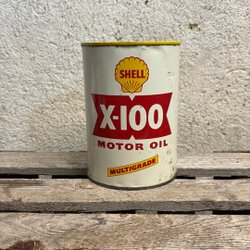 SHELL
X-100
MOTOR OIL
MULTIGRADE